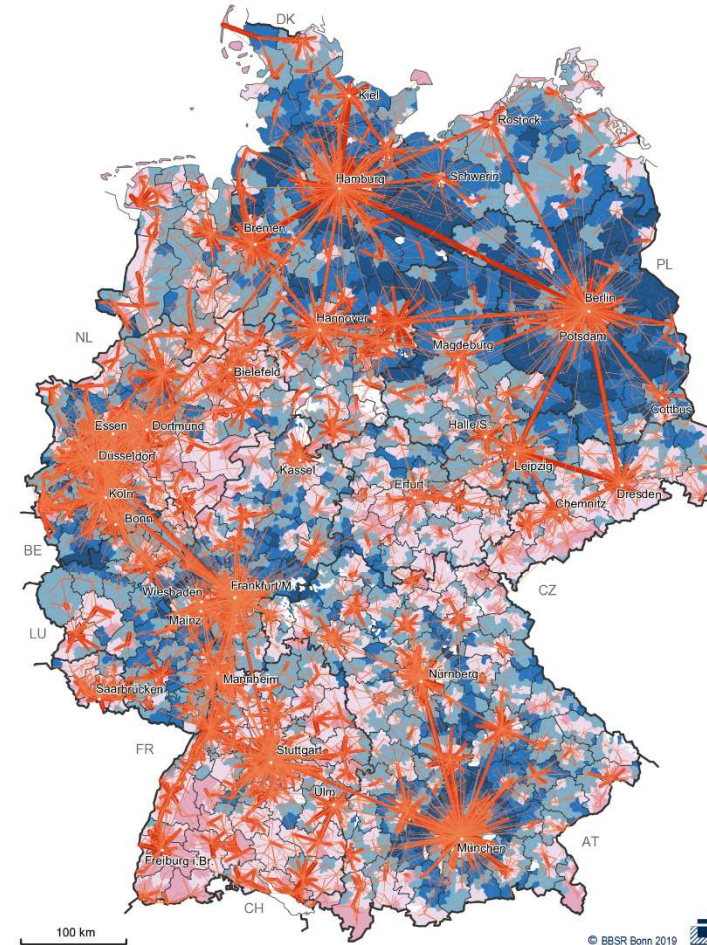 DK
Kiel
Rostock
Hamburg
Schwerin
Bremen
PL
Berlin
Hannover
Potsdam
NL
Magdeburg
Bielefeld
Cottbus
Essen
Dortmund
Halle/S.
Düsseldorf
Leipzig
Kassel
Dresden
Köln
Erfurt
Chemnitz
Bonn
BE
CZ
Wiesbaden
Frankfurt/M.
LU
Mainz
Mannheim
Nürnberg
Saarbrücken
FR
Stuttgart
Ulm
München
AT
Freiburg i.Br.
CH
100 km
© BBSR Bonn 2019